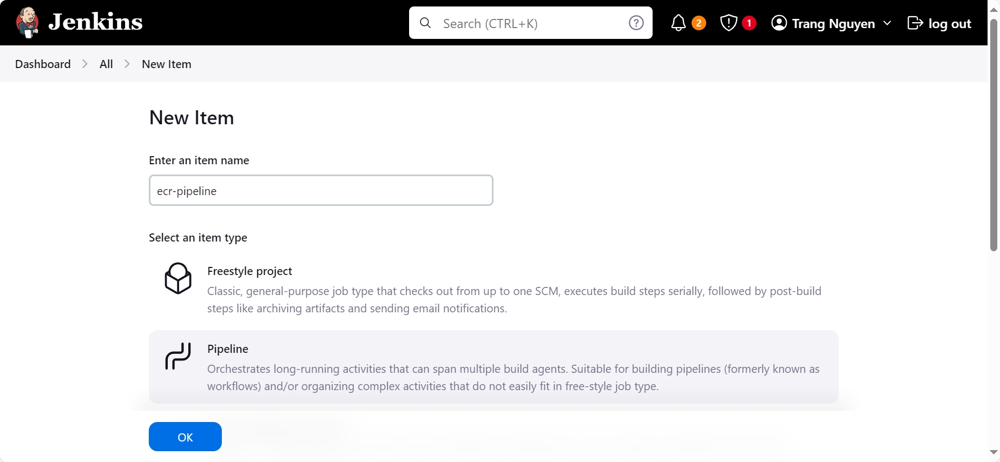 Jenkins
Search (CTRL+K)
2
1
Trang Nguyen
log out
Dashboard
All
New Item
New Item
Enter an item name
ecr-pipeline
Select an item type
Freestyle project
Classic, general-purpose job type that checks out from up to one SCM, executes build steps serially, followed by post-build
steps like archiving artifacts and sending email notifications.
Pipeline
Orchestrates long-running activities that can span multiple build agents. Suitable for building pipelines (formerly known as
workflows) and/or organizing complex activities that do not easily fit in free-style job type.
OK